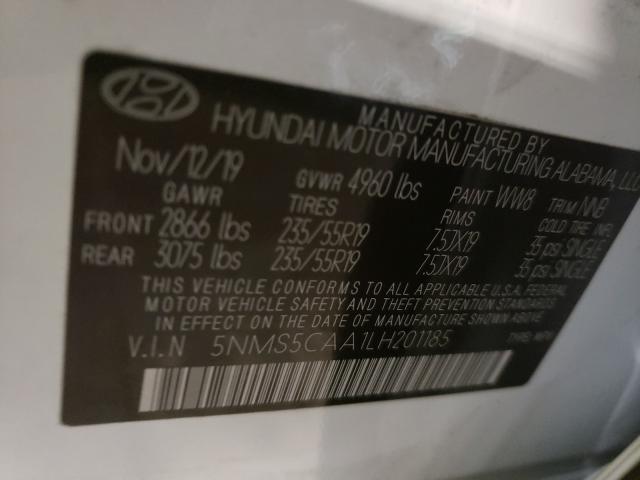 MANUFACTURED BY
HYUNDAI MOTOR MANUFACTURING ALABAMA, LLC
Nov/12/19 GVWR 4960 lbs PAINT WW8 TRIM NNB
GAWR TIRES RIMS COLD TIRE INFL
FRONT 2866 lbs 235/55R19 7.5JX19 35 psi SINGLE
REAR 3075 lbs 235/55R19 7.5JX19 35 psi SINGLE
THIS VEHICLE CONFORMS TO ALL APPLICABLE U.S.A. FEDERAL
MOTOR VEHICLE SAFETY AND THEFT PREVENTION STANDARDS
IN EFFECT ON THE DATE OF MANUFACTURE SHOWN ABOVE.
V.I.N 5NMS5CAA1LH201185 TYPE: MPV